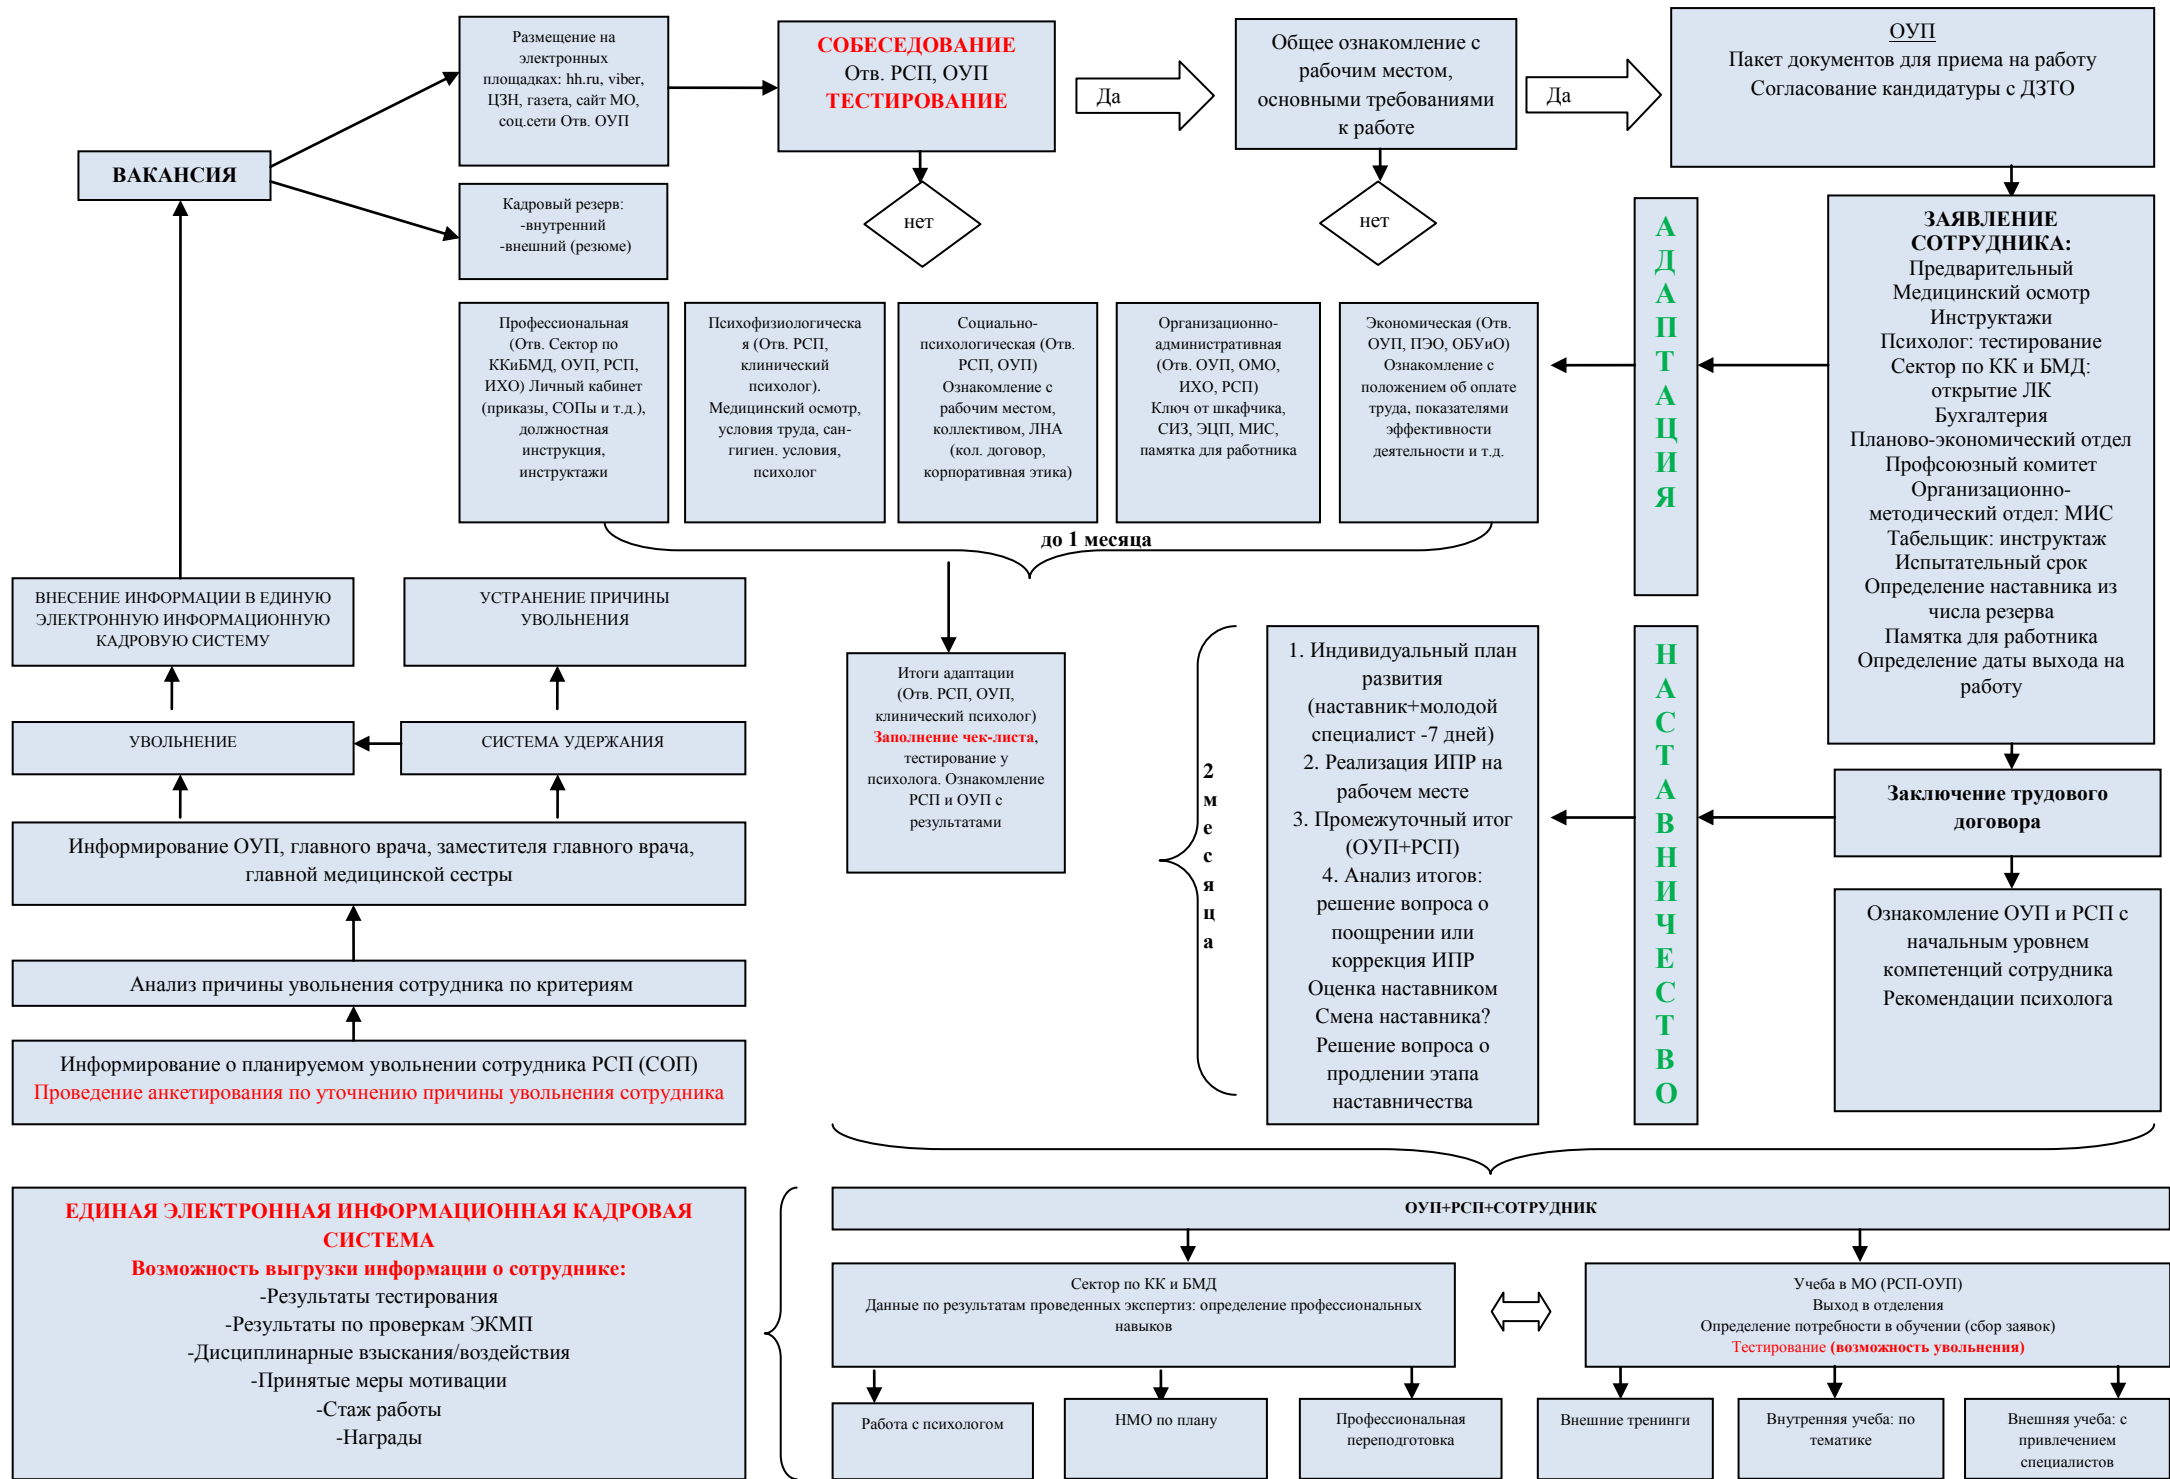 Размещение на
электронных
площадках: hh.ru, viber,
ЦЗН, газета, сайт МО,
соц.сети Отв. ОУП
СОБЕСЕДОВАНИЕ
Отв. РСП, ОУП
ТЕСТИРОВАНИЕ
Да
Общее ознакомление с
рабочим местом,
основными требованиями
к работе
Да
ОУП
Пакет документов для приема на работу
Согласование кандидатуры с ДЗТО
ВАКАНСИЯ
Кадровый резерв:
-внутренний
-внешний (резюме)
нет
нет
А
Д
А
П
Т
А
Ц
И
Я
ЗАЯВЛЕНИЕ
СОТРУДНИКА:
Предварительный
Медицинский осмотр
Инструктажи
Психолог: тестирование
Сектор по КК и БМД:
открытие ЛК
Бухгалтерия
Планово-экономический отдел
Профсоюзный комитет
Организационно-
методический отдел: МИС
Табельщик: инструктаж
Испытательный срок
Определение наставника из
числа резерва
Памятка для работника
Определение даты выхода на
работу
Профессиональная
(Отв. Сектор по
ККиБМД, ОУП, РСП,
ИХО) Личный кабинет
(приказы, СОПы и т.д.),
должностная
инструкция,
инструктажи
Психофизиологическа
я (Отв. РСП,
клинический
психолог).
Медицинский осмотр,
условия труда, сан-
гигиен. условия,
психолог
Социально-
психологическая (Отв.
РСП, ОУП)
Ознакомление с
рабочим местом,
коллективом, ЛНА
(кол. договор,
корпоративная этика)
Организационно-
административная
(Отв. ОУП, ОМО,
ИХО, РСП)
Ключ от шкафчика,
СИЗ, ЭЦП, МИС,
памятка для работника
Экономическая (Отв.
ОУП, ПЭО, ОБУиО)
Ознакомление с
положением об оплате
труда, показателями
эффективности
деятельности и т.д.
до 1 месяца
ВНЕСЕНИЕ ИНФОРМАЦИИ В ЕДИНУЮ
ЭЛЕКТРОННУЮ ИНФОРМАЦИОННУЮ
КАДРОВУЮ СИСТЕМУ
УСТРАНЕНИЕ ПРИЧИНЫ
УВОЛЬНЕНИЯ
УВОЛЬНЕНИЕ
СИСТЕМА УДЕРЖАНИЯ
Информирование ОУП, главного врача, заместителя главного врача,
главной медицинской сестры
Анализ причины увольнения сотрудника по критериям
Информирование о планируемом увольнении сотрудника РСП (СОП)
Проведение анкетирования по уточнению причины увольнения сотрудника
Итоги адаптации
(Отв. РСП, ОУП,
клинический психолог)
Заполнение чек-листа,
тестирование у
психолога. Ознакомление
РСП и ОУП с
результатами
2
м
е
с
я
ц
а
1. Индивидуальный план
развития
(наставник+молодой
специалист -7 дней)
2. Реализация ИПР на
рабочем месте
3. Промежуточный итог
(ОУП+РСП)
4. Анализ итогов:
решение вопроса о
поощрении или
коррекция ИПР
Оценка наставником
Смена наставника?
Решение вопроса о
продлении этапа
наставничества
Н
А
С
Т
А
В
Н
И
Ч
Е
С
Т
В
О
Заключение трудового
договора
Ознакомление ОУП и РСП с
начальным уровнем
компетенций сотрудника
Рекомендации психолога
ЕДИНАЯ ЭЛЕКТРОННАЯ ИНФОРМАЦИОННАЯ КАДРОВАЯ
СИСТЕМА
Возможность выгрузки информации о сотруднике:
-Результаты тестирования
-Результаты по проверкам ЭКМП
-Дисциплинарные взыскания/воздействия
-Принятые меры мотивации
-Стаж работы
-Награды
ОУП+РСП+СОТРУДНИК
Сектор по КК и БМД
Данные по результатам проведенных экспертиз: определение профессиональных
навыков
Учеба в МО (РСП-ОУП)
Выход в отделения
Определение потребности в обучении (сбор заявок)
Тестирование (возможность увольнения)
Работа с психологом
НМО по плану
Профессиональная
переподготовка
Внешние тренинги
Внутренняя учеба: по
тематике
Внешняя учеба: с
привлечением
специалистов